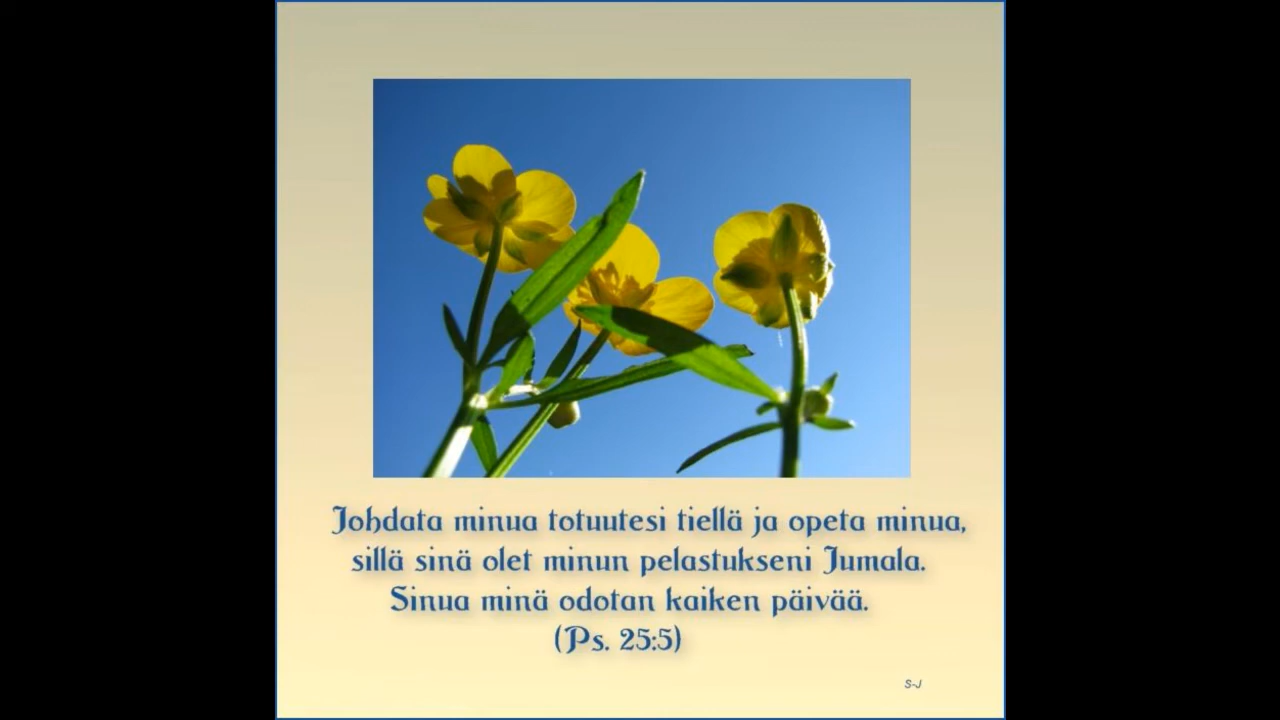 Johdata minua totuutesi tiellä ja opeta minua,
sillä sinä olet minun pelastukseni Jumala.
Sinua minä odotan kaiken päivää.
(Ps. 25:5)
S-J